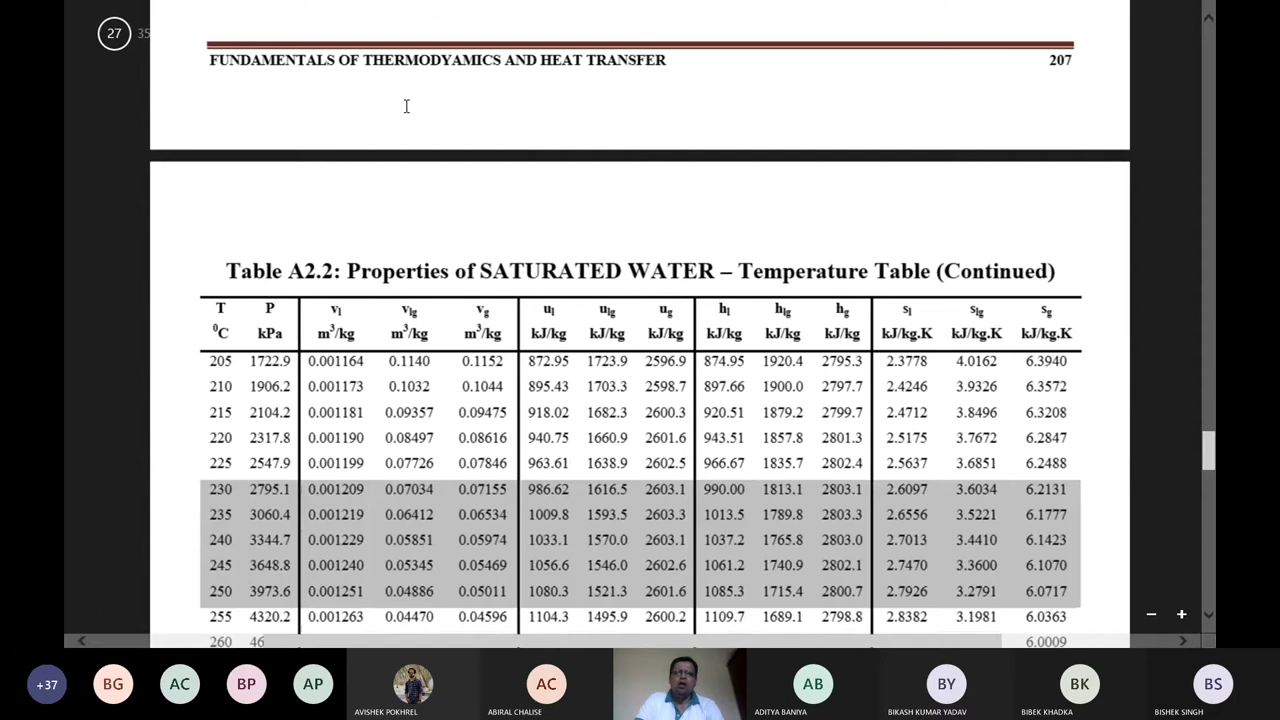 27 35
FUNDAMENTALS OF THERMODYAMICS AND HEAT TRANSFER 207
Table A2.2: Properties of SATURATED WATER – Temperature Table (Continued)
T P vl vlg vg ul ulg ug hl hlg hg sl slg sg
⁰C kPa m³/kg m³/kg m³/kg kJ/kg kJ/kg kJ/kg kJ/kg kJ/kg kJ/kg kJ/kg.K kJ/kg.K kJ/kg.K
205 1722.9 0.001164 0.1140 0.1152 872.95 1723.9 2596.9 874.95 1920.4 2795.3 2.3778 4.0162 6.3940
210 1906.2 0.001173 0.1032 0.1044 895.43 1703.3 2598.7 897.66 1900.0 2797.7 2.4246 3.9326 6.3572
215 2104.2 0.001181 0.09357 0.09475 918.02 1682.3 2600.3 920.51 1879.2 2799.7 2.4712 3.8496 6.3208
220 2317.8 0.001190 0.08497 0.08616 940.75 1660.9 2601.6 943.51 1857.8 2801.3 2.5175 3.7672 6.2847
225 2547.9 0.001199 0.07726 0.07846 963.61 1638.9 2602.5 966.67 1835.7 2802.4 2.5637 3.6851 6.2488
230 2795.1 0.001209 0.07034 0.07155 986.62 1616.5 2603.1 990.00 1813.1 2803.1 2.6097 3.6034 6.2131
235 3060.4 0.001219 0.06412 0.06534 1009.8 1593.5 2603.3 1013.5 1789.8 2803.3 2.6556 3.5221 6.1777
240 3344.7 0.001229 0.05851 0.05974 1033.1 1570.0 2603.1 1037.2 1765.8 2803.0 2.7013 3.4410 6.1423
245 3648.8 0.001240 0.05345 0.05469 1056.6 1546.0 2602.6 1061.2 1740.9 2802.1 2.7470 3.3600 6.1070
250 3973.6 0.001251 0.04886 0.05011 1080.3 1521.3 2601.6 1085.3 1715.4 2800.7 2.7926 3.2791 6.0717
255 4320.2 0.001263 0.04470 0.04596 1104.3 1495.9 2600.2 1109.7 1689.1 2798.8 2.8382 3.1981 6.0363
260 46 6.0009
+37 BG AC BP AP AC AB BY BK BS
AVISHEK POKHREL ABIRAL CHALISE ADITYA BANIYA BIKASH KUMAR YADAV BIBEK KHADKA BISHEK SINGH